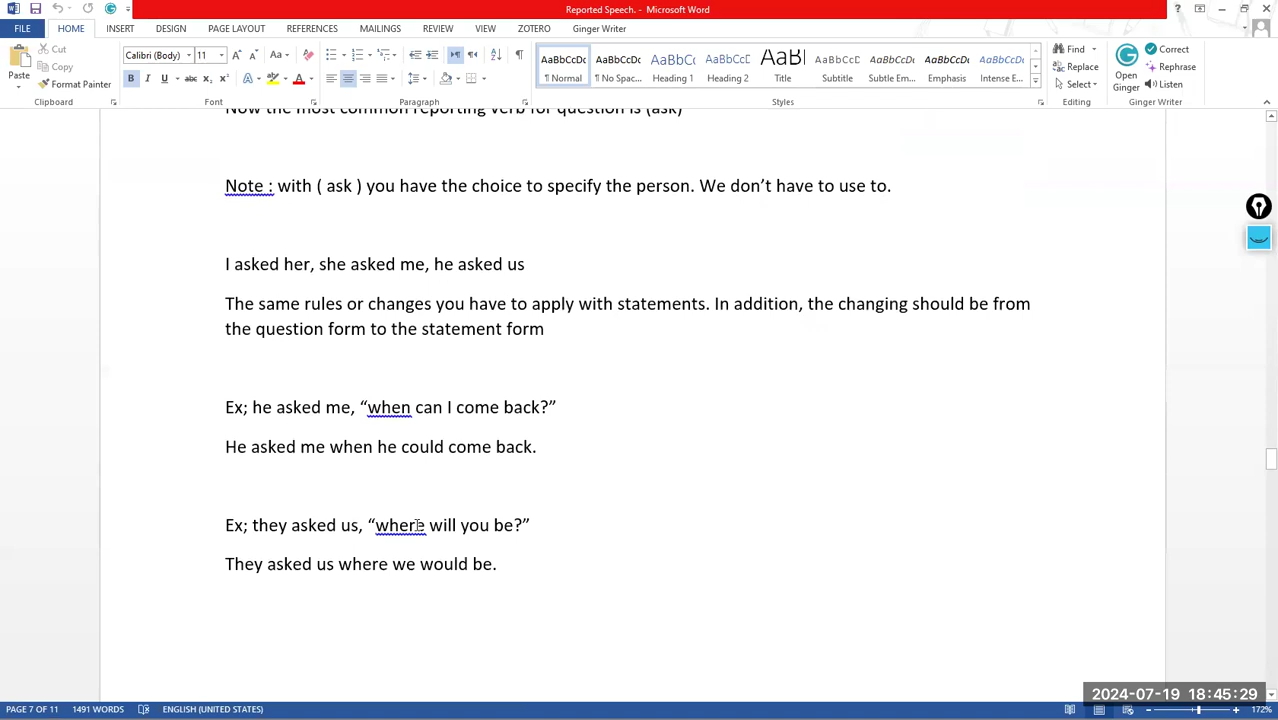 Reported Speech. - Microsoft Word
FILE HOME INSERT DESIGN PAGE LAYOUT REFERENCES MAILINGS REVIEW VIEW ZOTERO Ginger Writer
Paste
Cut
Copy
Format Painter
Clipboard
Calibri (Body) 11
Font
Paragraph
AaBbCcDc AaBbCcDc AaBbC AaBbCc AaBl AaBbCcD AaBbCcDc AaBbCcDc AaBbCcDc
¶ Normal ¶ No Spac... Heading 1 Heading 2 Title Subtitle Subtle Em... Emphasis Intense E...
Styles
Find
Replace
Select
Editing
Open
Ginger
Correct
Rephrase
Listen
Ginger Writer
Now the most common reporting verb for question is (ask)
Note : with ( ask ) you have the choice to specify the person. We don’t have to use to.
I asked her, she asked me, he asked us
The same rules or changes you have to apply with statements. In addition, the changing should be from
the question form to the statement form
Ex; he asked me, “when can I come back?”
He asked me when he could come back.
Ex; they asked us, “where will you be?”
They asked us where we would be.
2024-07-19 18:45:29
PAGE 7 OF 11 1491 WORDS ENGLISH (UNITED STATES) 172%